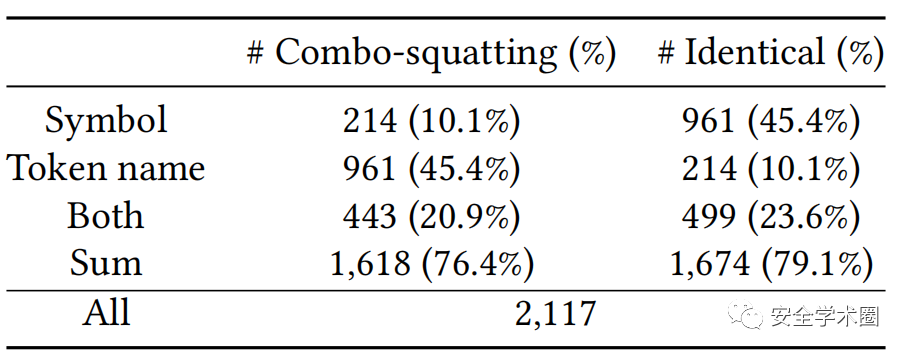 # Combo-squatting (%) # Identical (%)
Symbol 214 (10.1%) 961 (45.4%)
Token name 961 (45.4%) 214 (10.1%)
Both 443 (20.9%) 499 (23.6%)
Sum 1,618 (76.4%) 1,674 (79.1%)
All 2,117
安全学术圈